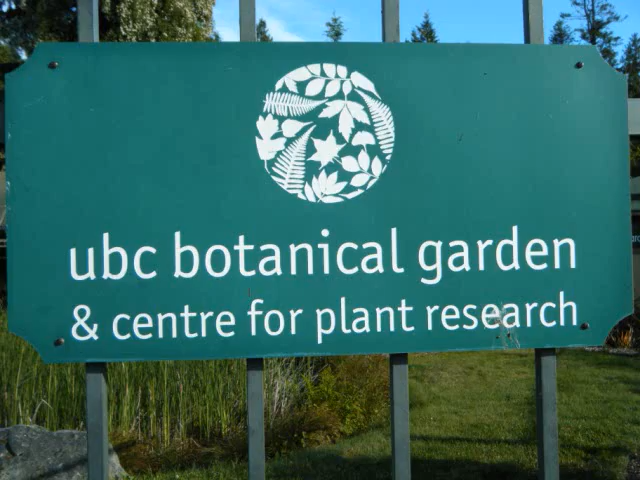 ubc botanical garden
& centre for plant research